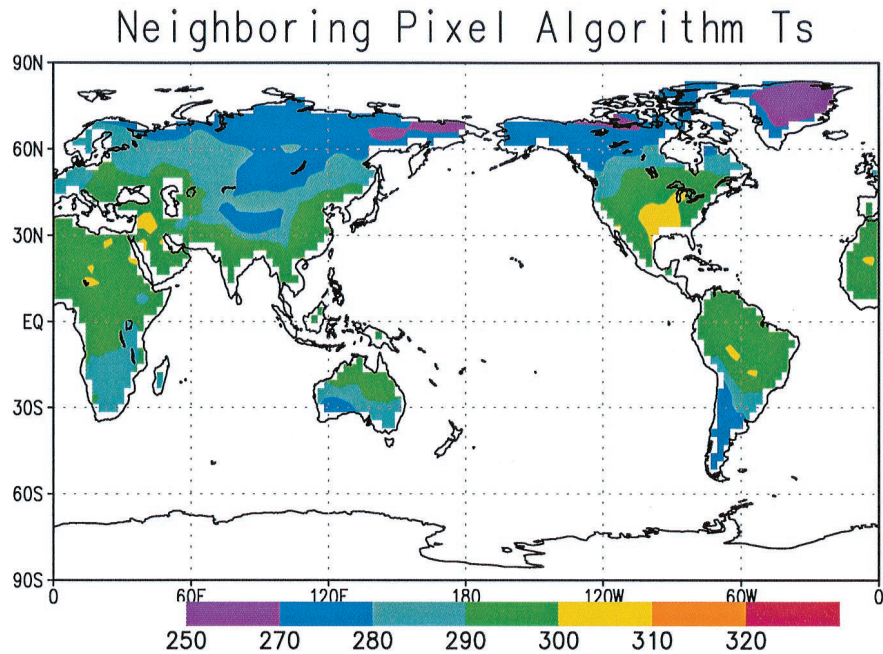 Neighboring Pixel Algorithm Ts
90N
60N
30N
EQ
30S
60S
90S
0 60E 120E 180 120W 60W 0
250 270 280 290 300 310 320